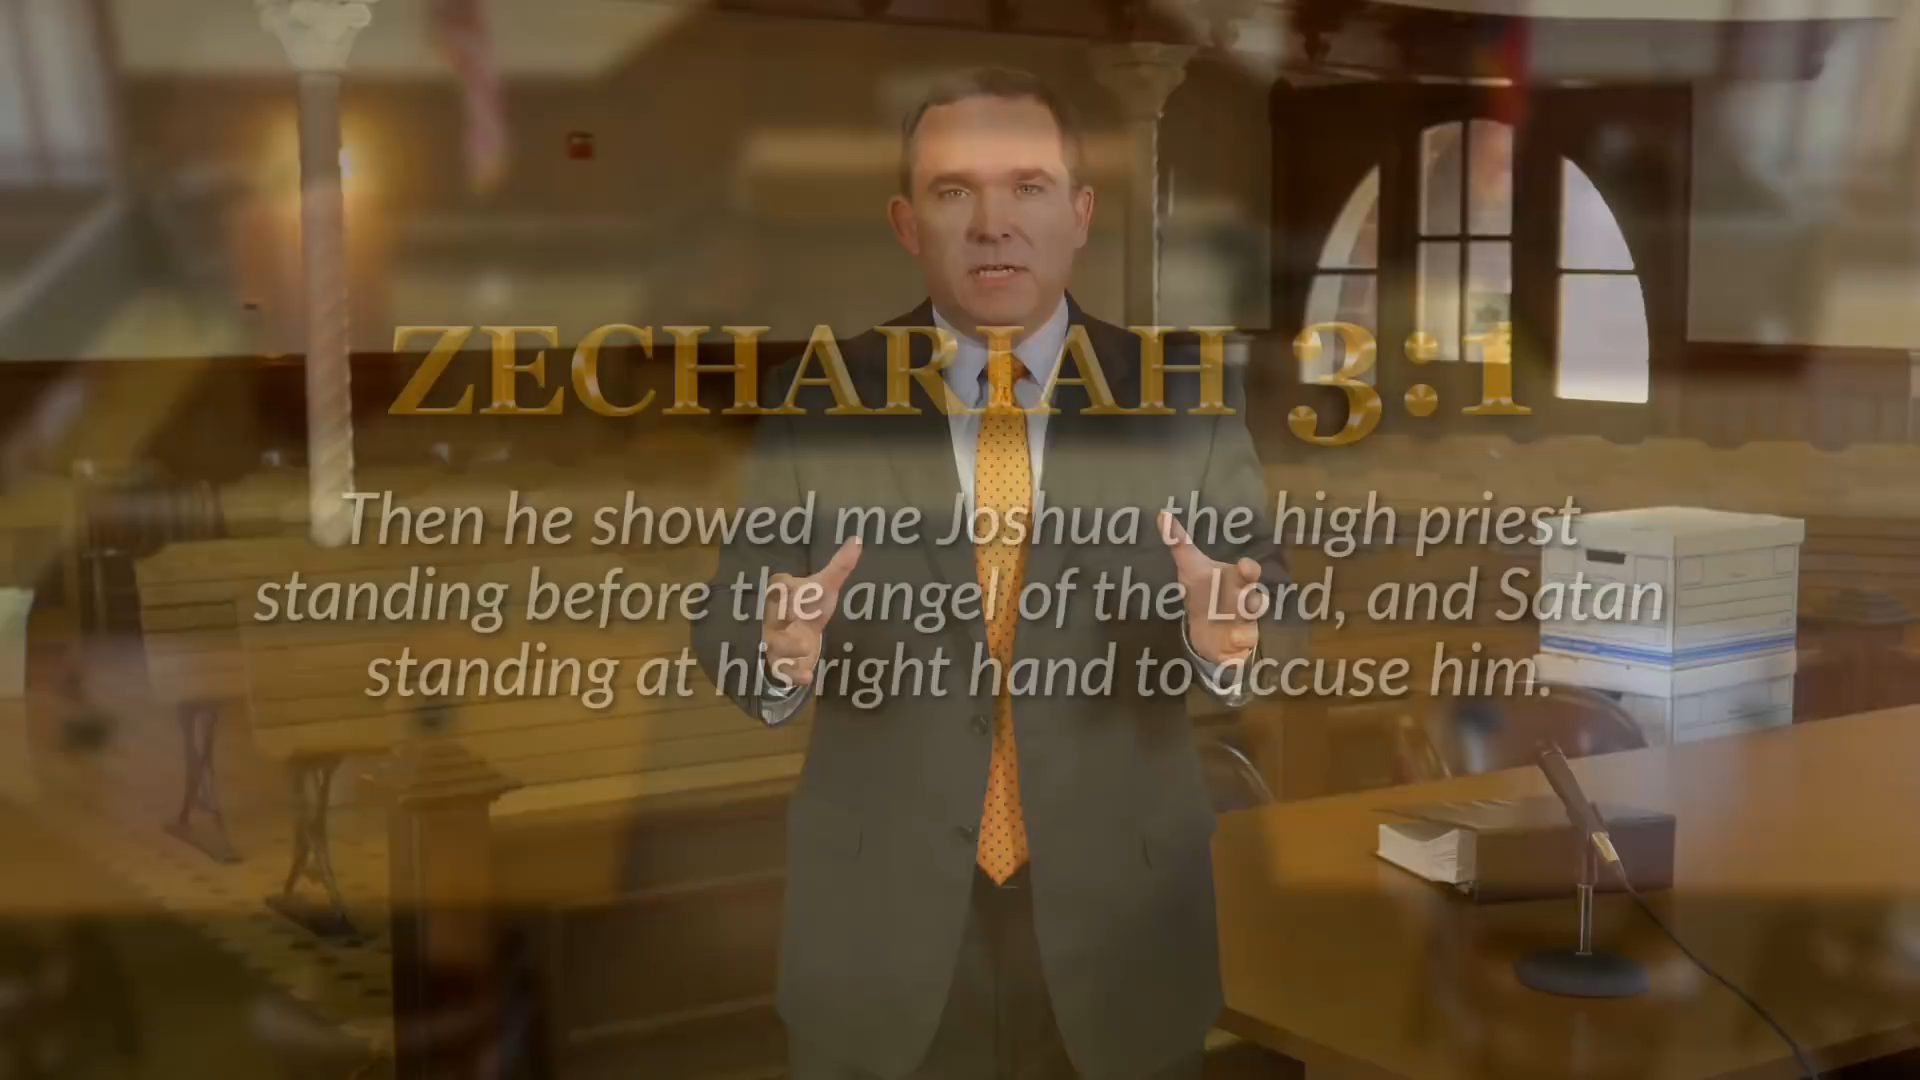 ZECHARIAH 3:1
Then he showed me Joshua the high priest
standing before the angel of the Lord, and Satan
standing at his right hand to accuse him.